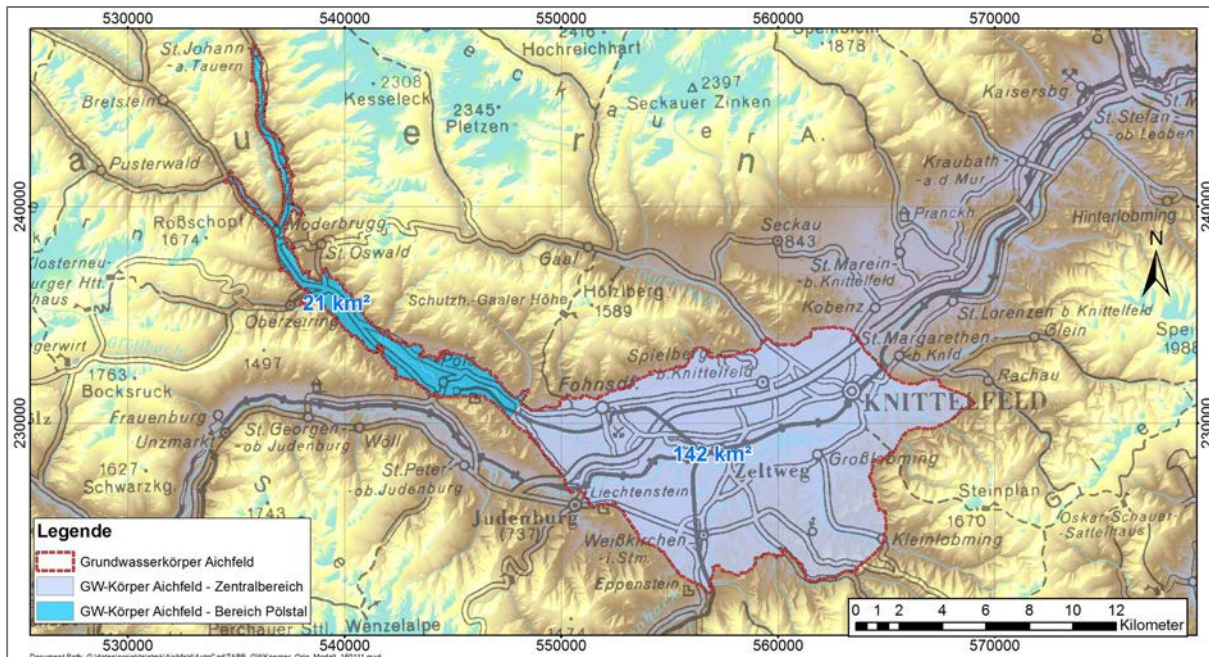 530000 540000 550000 560000 570000
St. Johann
-a. Tauern
Bretstein
Pusterwald
2308
Kesseleck
2345
Pletzen
2416
Hochreichhart
2397
Seckauer Zinken
1878
Kaisersbg.
St. Stefan
-ob Leoben
Kraubath
-a.d. Mur
Pranckh
Hinterlobming
240000
240000
Roßschopf
1674
Möderbrugg
St. Oswald
Gaal
Seckau
843
St. Marein-
b. Knittelfeld
Kobenz
N
21 km²
Oberzeiring
Schutzh.-Gaaler Höhe
Hölzlberg
1589
St. Lorenzen b. Knittelfeld
St. Margarethen
-b. Knfd
Glein
Rachau
1988
1497
1763
Bocksruck
Pöls
Spielberg
b. Knittelfeld
Fohnsd
KNITTELFELD
230000
230000
Frauenburg
Unzmarkt
St. Georgen
-ob Judenburg
Wöll
St. Peter
-ob. Judenburg
142 km²
Zeltweg
Großlobming
1627
Schwarzkg.
1743
Liechtenstein
Judenburg
(737)
Weißkirchen
-i. Stm.
Eppenstein
Steinplan
1670
Oskar-Schauer-
Sattelhaus
Kleinlobming
Legende
Grundwasserkörper Aichfeld
GW-Körper Aichfeld - Zentralbereich
GW-Körper Aichfeld - Bereich Pölstal
Wenzelalpe
0 1 2 4 6 8 10 12
Kilometer
530000 540000 550000 560000 570000